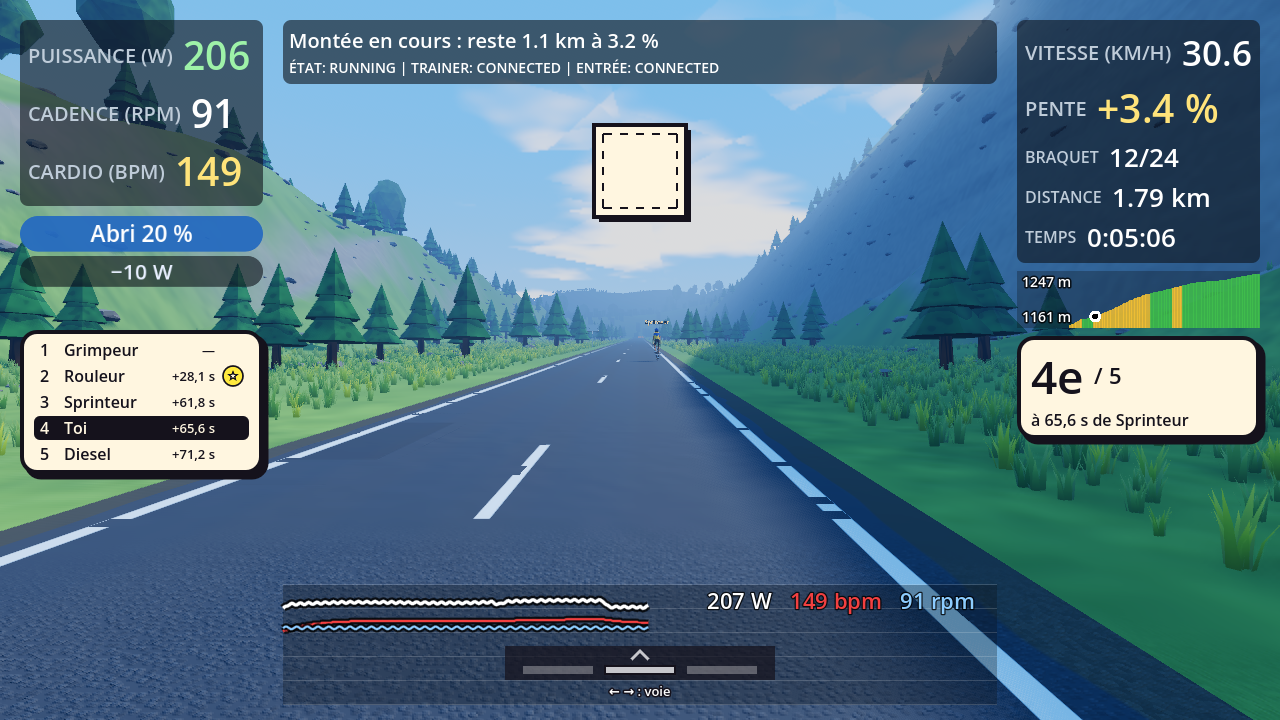 PUISSANCE (W) 206
CADENCE (RPM) 91
CARDIO (BPM) 149
Abri 20 %
−10 W
1 Grimpeur —
2 Rouleur +28,1 s
3 Sprinteur +61,8 s
4 Toi +65,6 s
5 Diesel +71,2 s
Montée en cours : reste 1.1 km à 3.2 %
ÉTAT: RUNNING | TRAINER: CONNECTED | ENTRÉE: CONNECTED
VITESSE (KM/H) 30.6
PENTE +3.4 %
BRAQUET 12/24
DISTANCE 1.79 km
TEMPS 0:05:06
1247 m
1161 m
4e / 5
à 65,6 s de Sprinteur
207 W 149 bpm 91 rpm
← → : voie